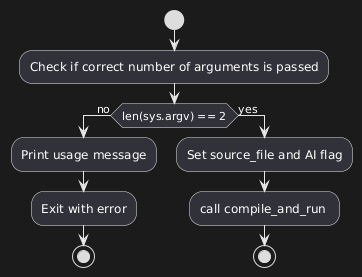 Check if correct number of arguments is passed
no
len(sys.argv) == 2
yes
Print usage message
Set source_file and AI flag
Exit with error
call compile_and_run